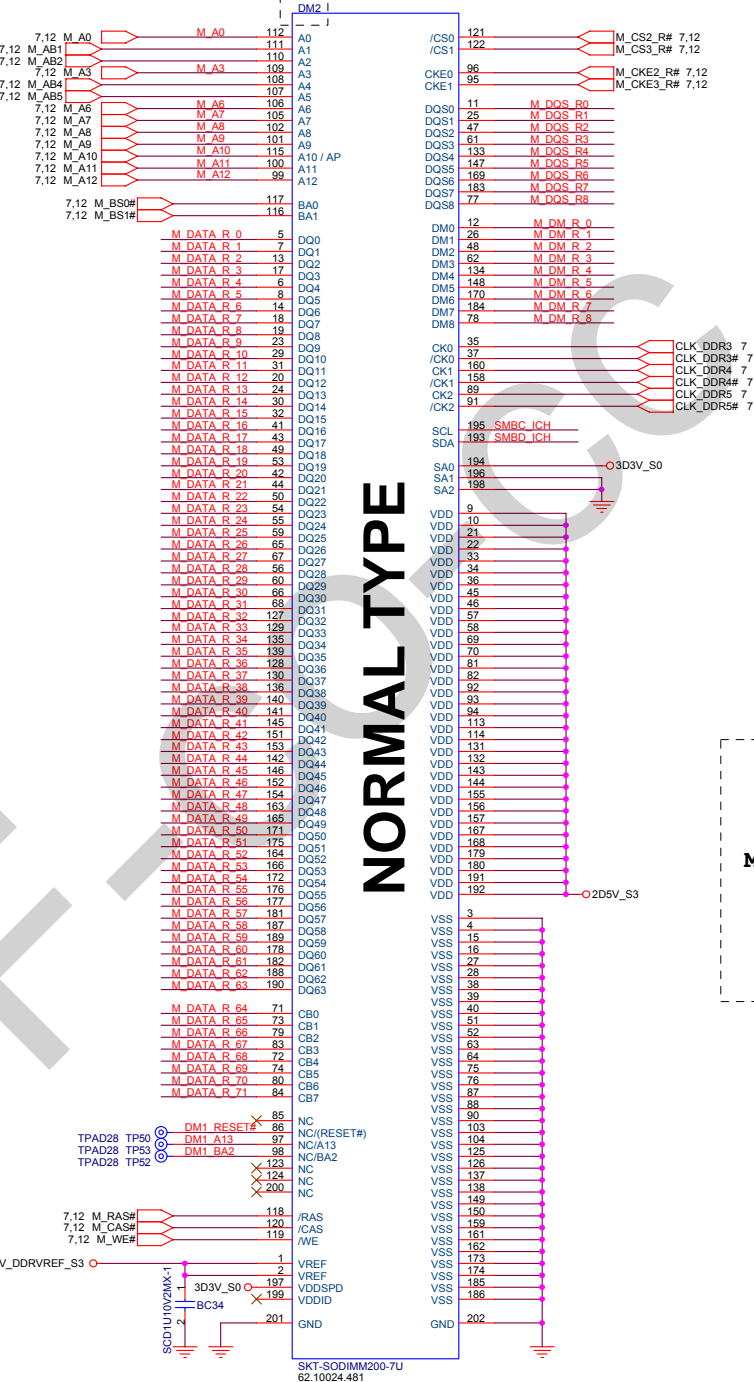 DM2
7,12 M_A0 M_A0 112 A0
7,12 M_AB1 111 A1
7,12 M_AB2 110 A2
7,12 M_A3 M_A3 109 A3
7,12 M_AB4 108 A4
7,12 M_AB5 107 A5
7,12 M_A6 M_A6 106 A6
7,12 M_A7 M_A7 105 A7
7,12 M_A8 M_A8 102 A8
7,12 M_A9 M_A9 101 A9
7,12 M_A10 M_A10 115 A10 / AP
7,12 M_A11 M_A11 100 A11
7,12 M_A12 M_A12 99 A12
7,12 M_BS0# 117 BA0
7,12 M_BS1# 116 BA1
M_DATA_R_0 5 DQ0
M_DATA_R_1 7 DQ1
M_DATA_R_2 13 DQ2
M_DATA_R_3 17 DQ3
M_DATA_R_4 6 DQ4
M_DATA_R_5 8 DQ5
M_DATA_R_6 14 DQ6
M_DATA_R_7 18 DQ7
M_DATA_R_8 19 DQ8
M_DATA_R_9 23 DQ9
M_DATA_R_10 29 DQ10
M_DATA_R_11 31 DQ11
M_DATA_R_12 20 DQ12
M_DATA_R_13 24 DQ13
M_DATA_R_14 30 DQ14
M_DATA_R_15 32 DQ15
M_DATA_R_16 41 DQ16
M_DATA_R_17 43 DQ17
M_DATA_R_18 49 DQ18
M_DATA_R_19 53 DQ19
M_DATA_R_20 42 DQ20
M_DATA_R_21 44 DQ21
M_DATA_R_22 50 DQ22
M_DATA_R_23 54 DQ23
M_DATA_R_24 55 DQ24
M_DATA_R_25 59 DQ25
M_DATA_R_26 65 DQ26
M_DATA_R_27 67 DQ27
M_DATA_R_28 56 DQ28
M_DATA_R_29 60 DQ29
M_DATA_R_30 66 DQ30
M_DATA_R_31 68 DQ31
M_DATA_R_32 127 DQ32
M_DATA_R_33 129 DQ33
M_DATA_R_34 135 DQ34
M_DATA_R_35 139 DQ35
M_DATA_R_36 128 DQ36
M_DATA_R_37 130 DQ37
M_DATA_R_38 136 DQ38
M_DATA_R_39 140 DQ39
M_DATA_R_40 141 DQ40
M_DATA_R_41 145 DQ41
M_DATA_R_42 151 DQ42
M_DATA_R_43 153 DQ43
M_DATA_R_44 142 DQ44
M_DATA_R_45 146 DQ45
M_DATA_R_46 152 DQ46
M_DATA_R_47 154 DQ47
M_DATA_R_48 163 DQ48
M_DATA_R_49 165 DQ49
M_DATA_R_50 171 DQ50
M_DATA_R_51 175 DQ51
M_DATA_R_52 164 DQ52
M_DATA_R_53 166 DQ53
M_DATA_R_54 172 DQ54
M_DATA_R_55 176 DQ55
M_DATA_R_56 177 DQ56
M_DATA_R_57 181 DQ57
M_DATA_R_58 187 DQ58
M_DATA_R_59 189 DQ59
M_DATA_R_60 178 DQ60
M_DATA_R_61 182 DQ61
M_DATA_R_62 188 DQ62
M_DATA_R_63 190 DQ63
M_DATA_R_64 71 CB0
M_DATA_R_65 73 CB1
M_DATA_R_66 79 CB2
M_DATA_R_67 83 CB3
M_DATA_R_68 72 CB4
M_DATA_R_69 74 CB5
M_DATA_R_70 80 CB6
M_DATA_R_71 84 CB7
85 NC
DM1_RESET# 86 NC/(RESET#)
TPAD28 TP50 DM1_A13 97 NC/A13
TPAD28 TP53 DM1_BA2 98 NC/BA2
TPAD28 TP52
123 NC
124 NC
200 NC
7,12 M_RAS# 118 /RAS
7,12 M_CAS# 120 /CAS
7,12 M_WE# 119 /WE
V_DDRVREF_S3 1 VREF
2 VREF
3D3V_S0 197 VDDSPD
199 VDDID
SCD1U10V2MX-1
1
BC34
2
201 GND
NORMAL TYPE
/CS0 121 M_CS2_R# 7,12
/CS1 122 M_CS3_R# 7,12
CKE0 96 M_CKE2_R# 7,12
CKE1 95 M_CKE3_R# 7,12
DQS0 11 M_DQS_R0
DQS1 25 M_DQS_R1
DQS2 47 M_DQS_R2
DQS3 61 M_DQS_R3
DQS4 133 M_DQS_R4
DQS5 147 M_DQS_R5
DQS6 169 M_DQS_R6
DQS7 183 M_DQS_R7
DQS8 77 M_DQS_R8
DM0 12 M_DM_R_0
DM1 26 M_DM_R_1
DM2 48 M_DM_R_2
DM3 62 M_DM_R_3
DM4 134 M_DM_R_4
DM5 148 M_DM_R_5
DM6 170 M_DM_R_6
DM7 184 M_DM_R_7
DM8 78 M_DM_R_8
CK0 35 CLK_DDR3 7
/CK0 37 CLK_DDR3# 7
CK1 160 CLK_DDR4 7
/CK1 158 CLK_DDR4# 7
CK2 89 CLK_DDR5 7
/CK2 91 CLK_DDR5# 7
SCL 195 SMBC_ICH
SDA 193 SMBD_ICH
SA0 194 3D3V_S0
SA1 196
SA2 198
VDD 9
VDD 10
VDD 21
VDD 22
VDD 33
VDD 34
VDD 36
VDD 45
VDD 46
VDD 57
VDD 58
VDD 69
VDD 70
VDD 81
VDD 82
VDD 92
VDD 93
VDD 94
VDD 113
VDD 114
VDD 131
VDD 132
VDD 143
VDD 144
VDD 155
VDD 156
VDD 157
VDD 167
VDD 168
VDD 179
VDD 180
VDD 191
VDD 192 2D5V_S3
VSS 3
VSS 4
VSS 15
VSS 16
VSS 27
VSS 28
VSS 38
VSS 39
VSS 40
VSS 51
VSS 52
VSS 63
VSS 64
VSS 75
VSS 76
VSS 87
VSS 88
VSS 90
VSS 103
VSS 104
VSS 125
VSS 126
VSS 137
VSS 138
VSS 149
VSS 150
VSS 159
VSS 161
VSS 162
VSS 173
VSS 174
VSS 185
VSS 186
GND 202
M
SKT-SODIMM200-7U
62.10024.481